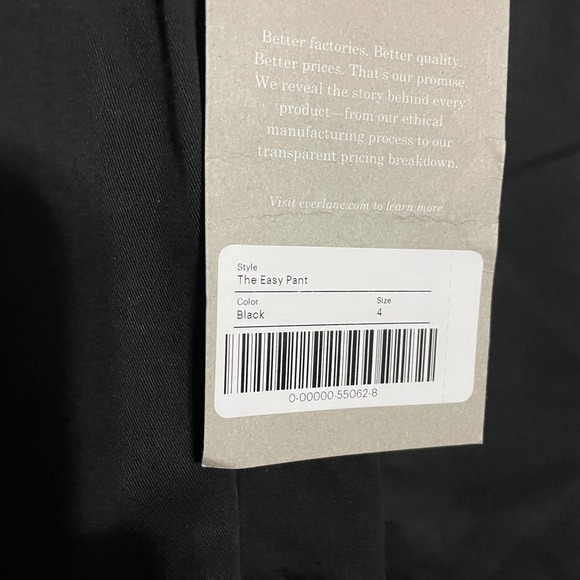 Better factories. Better quality.
Better prices. That's our promise.
We reveal the story behind every
product—from our ethical
manufacturing process to our
transparent pricing breakdown.
Visit everlane.com to learn more.
Style
The Easy Pant
Color Size
Black 4
0-00000-55062-8